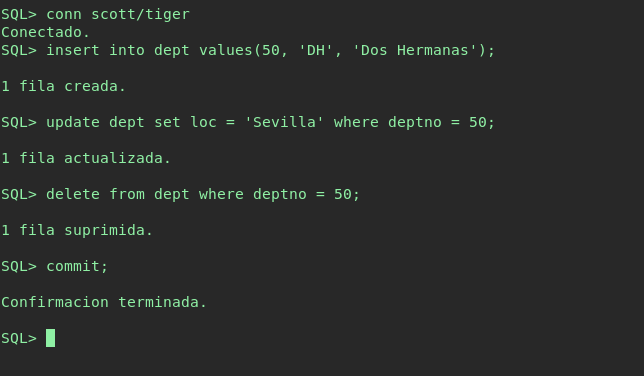 SQL> conn scott/tiger
Conectado.
SQL> insert into dept values(50, 'DH', 'Dos Hermanas');
1 fila creada.
SQL> update dept set loc = 'Sevilla' where deptno = 50;
1 fila actualizada.
SQL> delete from dept where deptno = 50;
1 fila suprimida.
SQL> commit;
Confirmacion terminada.
SQL>